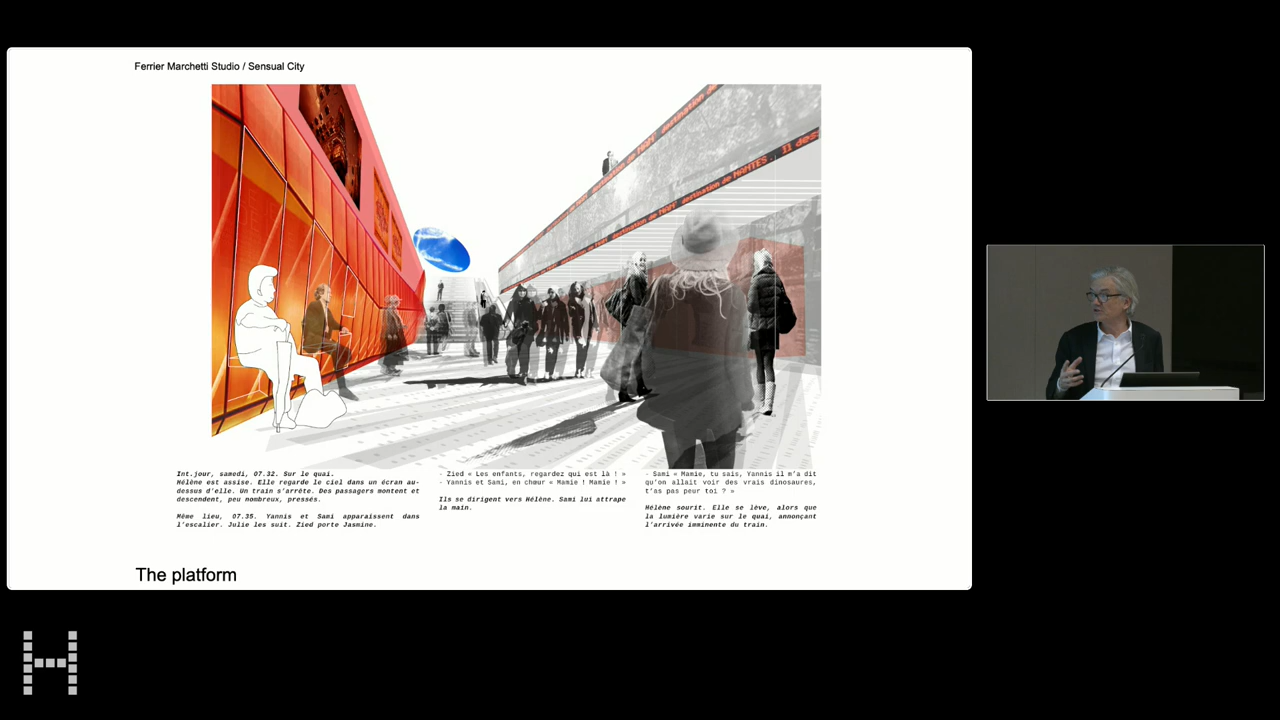 Ferrier Marchetti Studio / Sensual City
destination de NANTES
Int.jour, samedi, 07.32. Sur le quai.
Hélène est assise. Elle regarde le ciel dans un écran au-
dessus d'elle. Un train s'arrête. Des passagers montent et
descendent, peu nombreux, pressés.
Même lieu, 07.35. Yannis et Sami apparaissent dans
l'escalier. Julie les suit. Zied porte Jasmine.
- Zied « Les enfants, regardez qui est là ! »
- Yannis et Sami, en chœur « Mamie ! Mamie ! »
Ils se dirigent vers Hélène. Sami lui attrape
la main.
- Sami « Mamie, tu sais, Yannis il m'a dit
qu'on allait voir des vrais dinosaures,
t'as pas peur toi ? »
Hélène sourit. Elle se lève, alors que
la lumière varie sur le quai, annonçant
l'arrivée imminente du train.
The platform
H